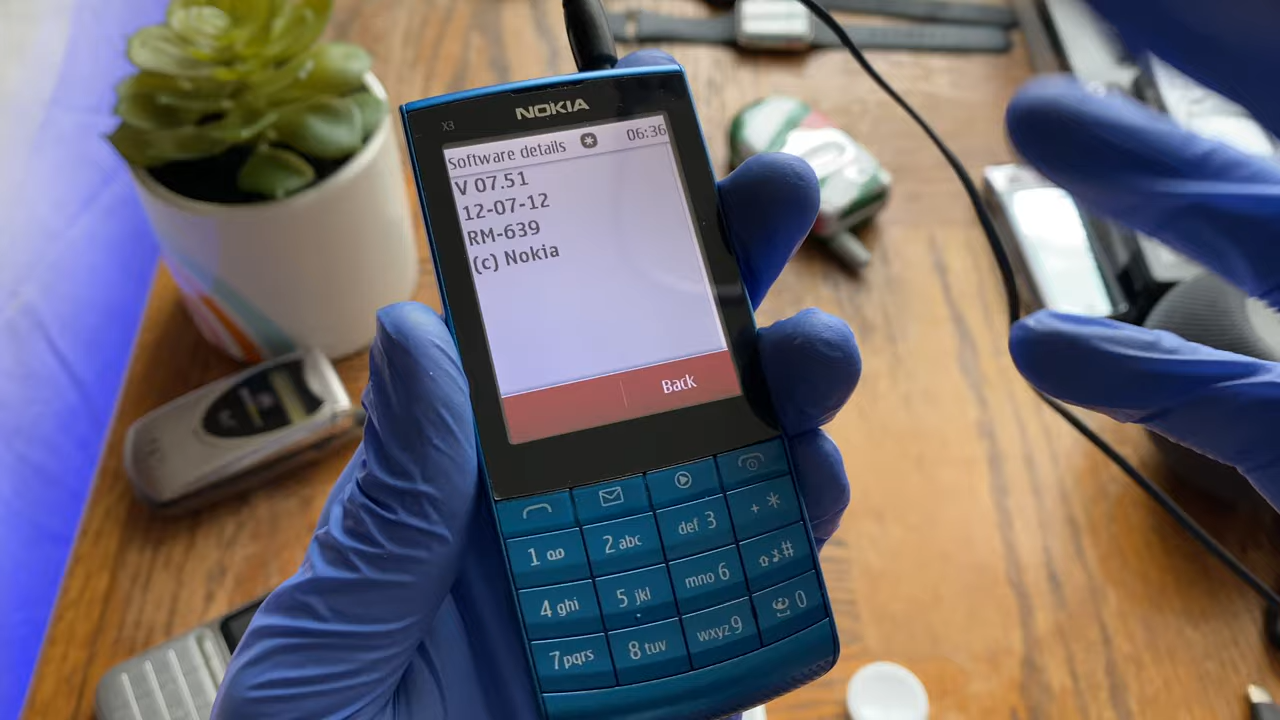 NOKIA
X3
Software details 06:36
V 07.51
12-07-12
RM-639
(c) Nokia
Back
+ *
1
2 abc
def 3
#
4 ghi
5 jkl
mno 6
0
7 pqrs
8 tuv
wxyz 9